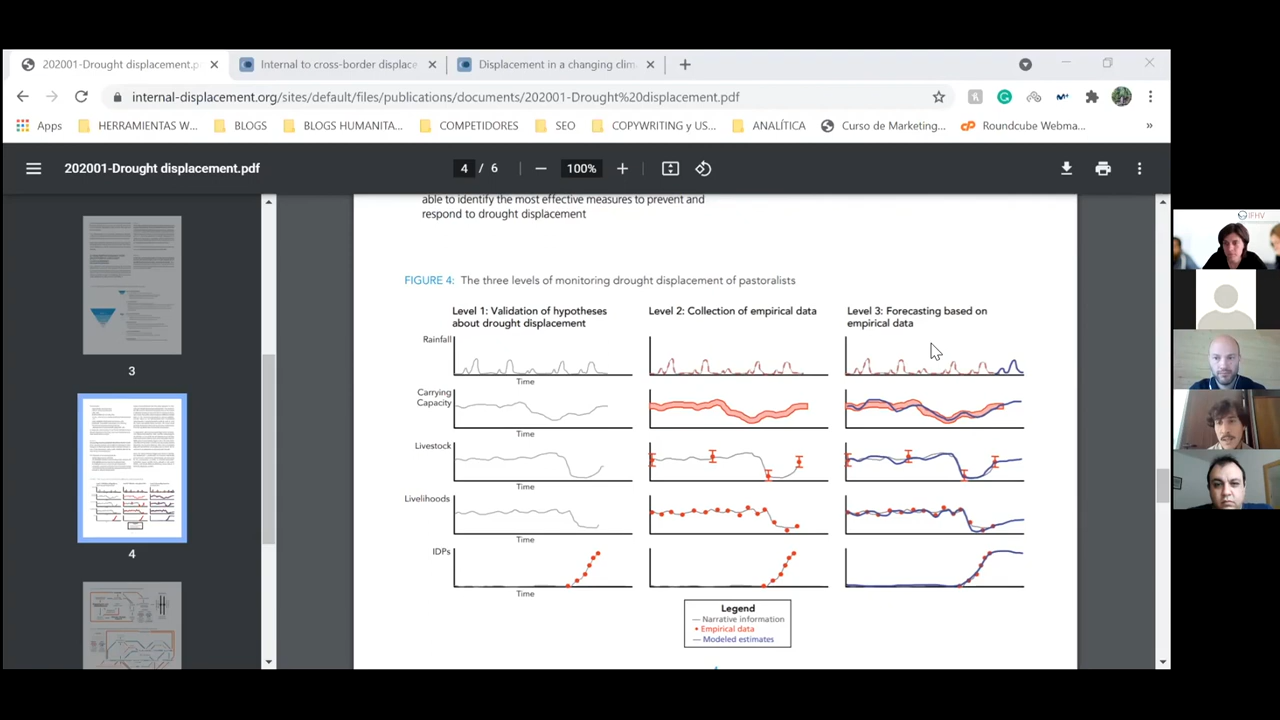 202001-Drought displacement.p
Internal to cross-border displace
Displacement in a changing clim
internal-displacement.org/sites/default/files/publications/documents/202001-Drought%20displacement.pdf
Apps
HERRAMIENTAS W...
BLOGS
BLOGS HUMANITA...
COMPETIDORES
SEO
COPYWRITING y US...
ANALÍTICA
Curso de Marketing...
Roundcube Webma...
»
202001-Drought displacement.pdf
4 / 6
100%
3
4
able to identify the most effective measures to prevent and
respond to drought displacement
FIGURE 4: The three levels of monitoring drought displacement of pastoralists
Level 1: Validation of hypotheses
about drought displacement
Level 2: Collection of empirical data
Level 3: Forecasting based on
empirical data
Rainfall
Time
Carrying
Capacity
Time
Livestock
Time
Livelihoods
Time
IDPs
Time
Legend
Narrative information
Empirical data
Modeled estimates
IFHV